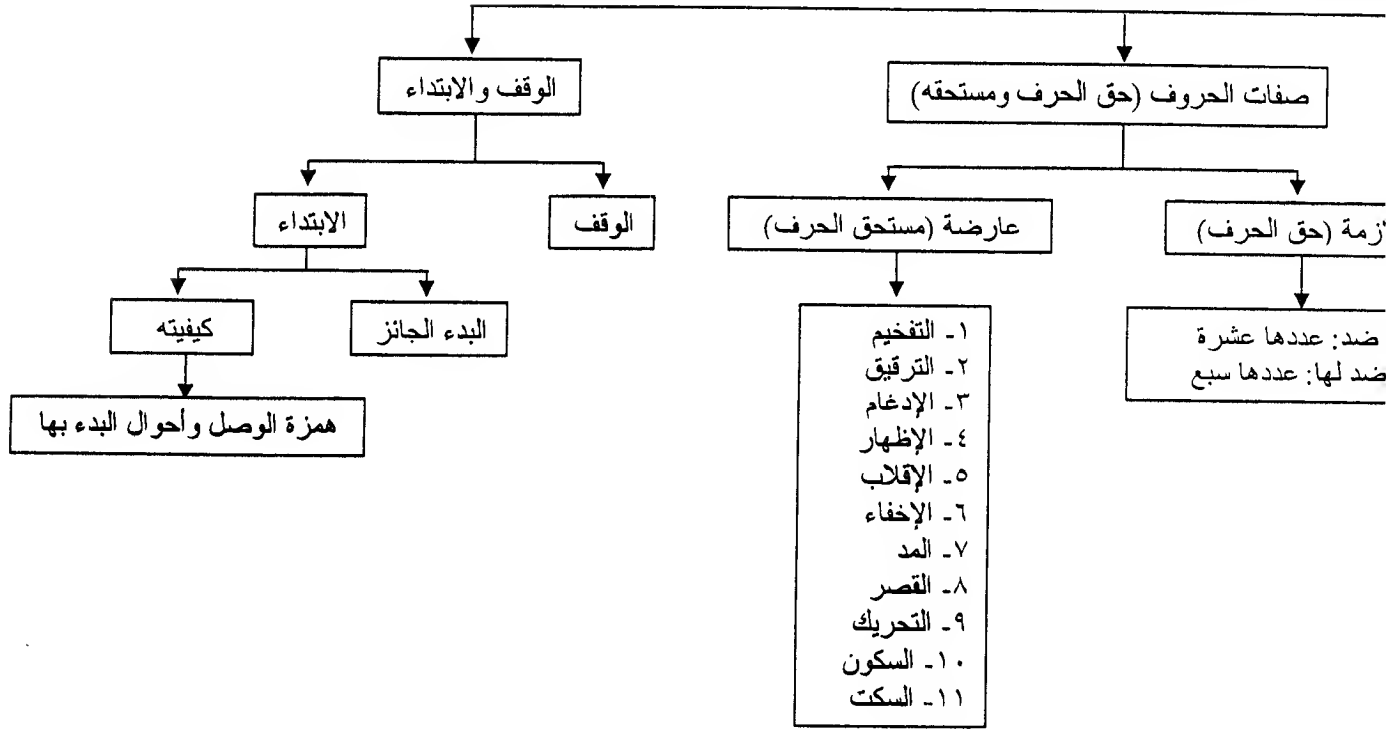 صفات الحروف (حق الحرف ومستحقه)
الوقف والابتداء
زمة (حق الحرف)
عارضة (مستحق الحرف)
الوقف
الابتداء
ضد: عددها عشرة
ضد لها: عددها سبع
١- التفخيم
٢- الترقيق
٣- الإدغام
٤- الإظهار
٥- الإقلاب
٦- الإخفاء
٧- المد
٨- القصر
٩- التحريك
١٠- السكون
١١- السكت
البدء الجائز
كيفيته
همزة الوصل وأحوال البدء بها